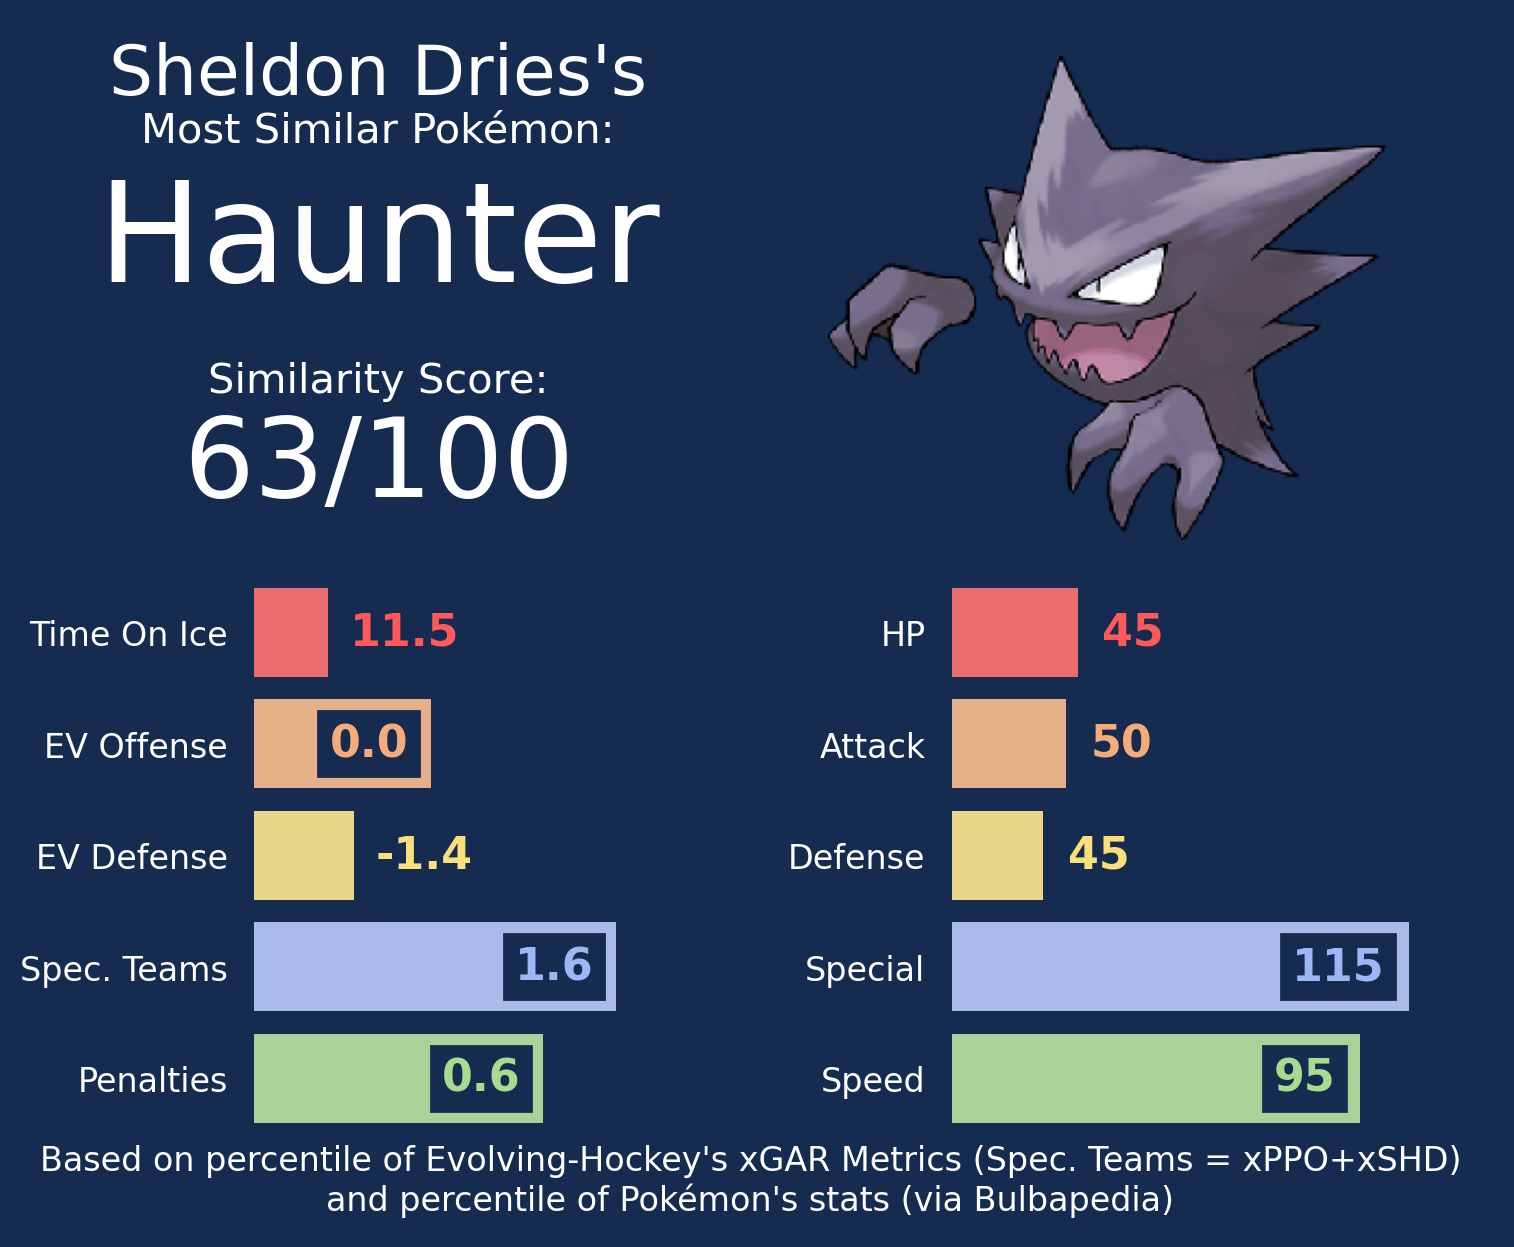 Sheldon Dries's
Most Similar Pokémon:
Haunter
Similarity Score:
63/100
Time On Ice 11.5
EV Offense 0.0
EV Defense -1.4
Spec. Teams 1.6
Penalties 0.6
HP 45
Attack 50
Defense 45
Special 115
Speed 95
Based on percentile of Evolving-Hockey's xGAR Metrics (Spec. Teams = xPPO+xSHD)
and percentile of Pokémon's stats (via Bulbapedia)